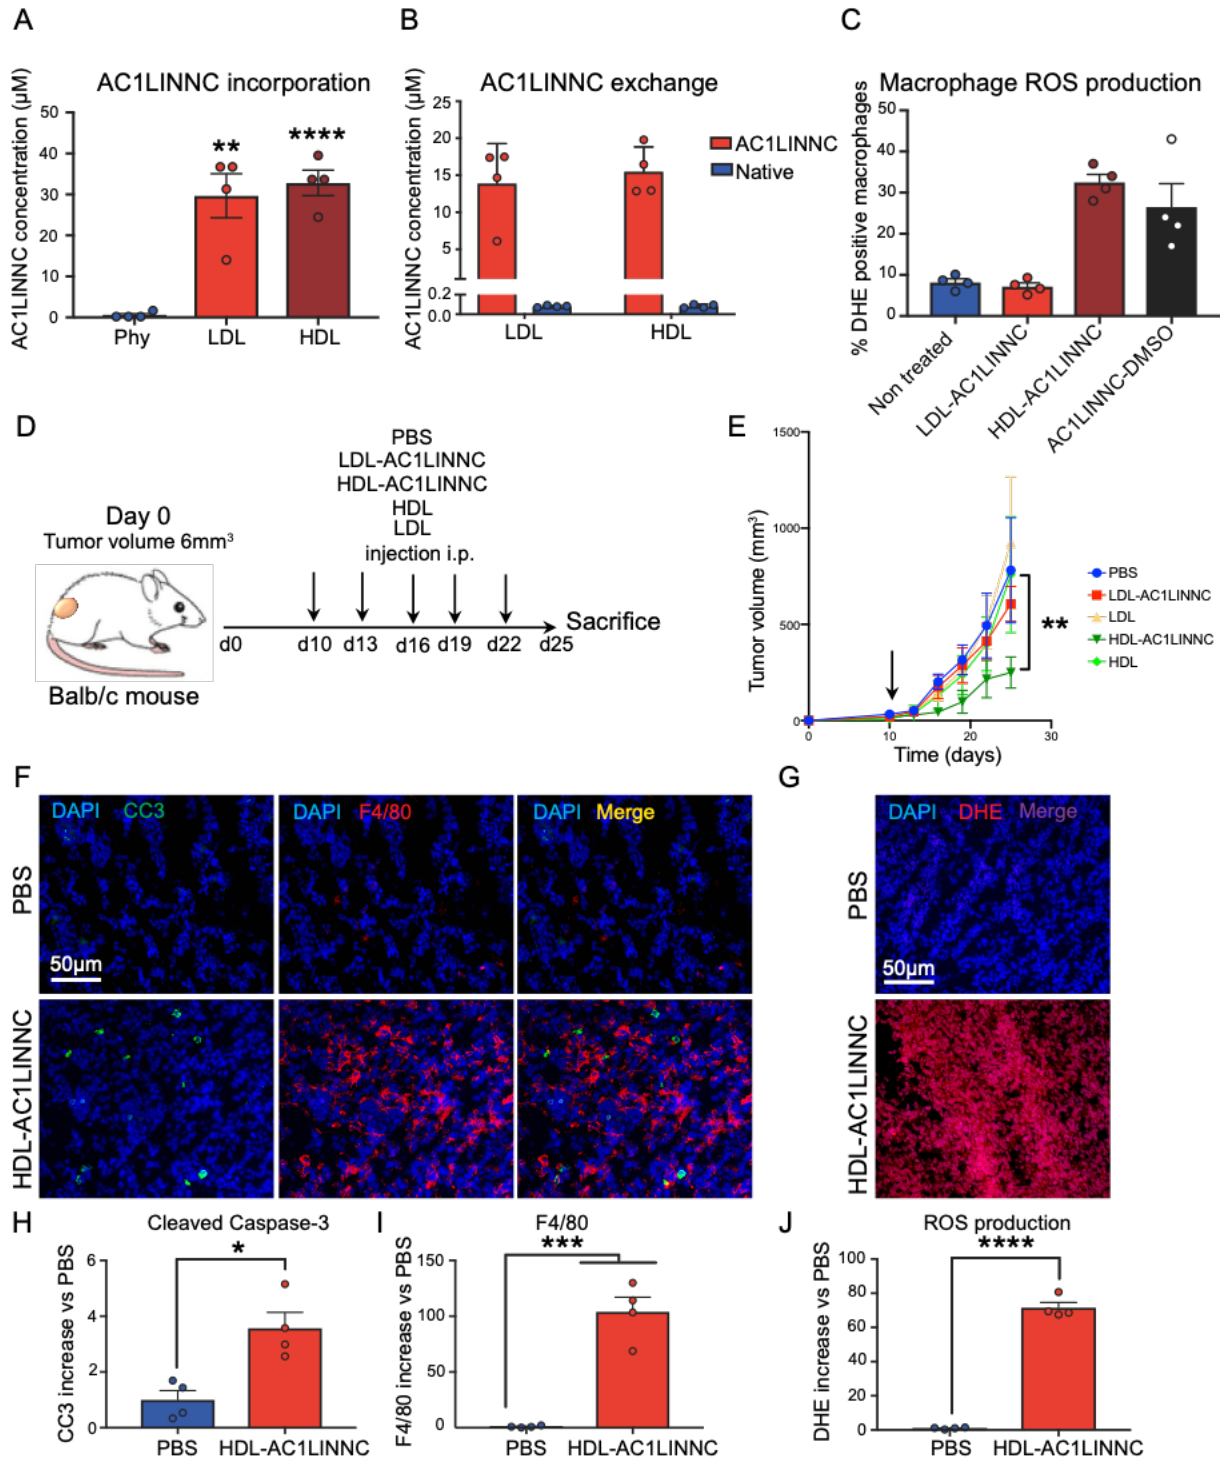 A
AC1LINNC incorporation
AC1LINNC concentration (µM)
50
40
30
20
10
0
**
****
Phy
LDL
HDL
B
AC1LINNC exchange
AC1LINNC concentration (µM)
25
20
15
10
5
0.2
0.0
LDL
HDL
AC1LINNC
Native
C
Macrophage ROS production
% DHE positive macrophages
50
40
30
20
10
0
Non treated
LDL-AC1LINNC
HDL-AC1LINNC
AC1LINNC-DMSO
D
PBS
LDL-AC1LINNC
HDL-AC1LINNC
HDL
LDL
injection i.p.
Day 0
Tumor volume 6mm³
Balb/c mouse
d0
d10
d13
d16
d19
d22
d25
Sacrifice
E
Tumor volume (mm³)
1500
1000
500
0
0
10
20
30
Time (days)
**
PBS
LDL-AC1LINNC
LDL
HDL-AC1LINNC
HDL
F
DAPI CC3
DAPI F4/80
DAPI Merge
PBS
50µm
HDL-AC1LINNC
G
DAPI DHE Merge
PBS
50µm
HDL-AC1LINNC
H
Cleaved Caspase-3
CC3 increase vs PBS
6
4
2
0
*
PBS
HDL-AC1LINNC
I
F4/80
F4/80 increase vs PBS
150
100
50
0
***
PBS
HDL-AC1LINNC
J
ROS production
DHE increase vs PBS
100
80
60
40
20
0
****
PBS
HDL-AC1LINNC